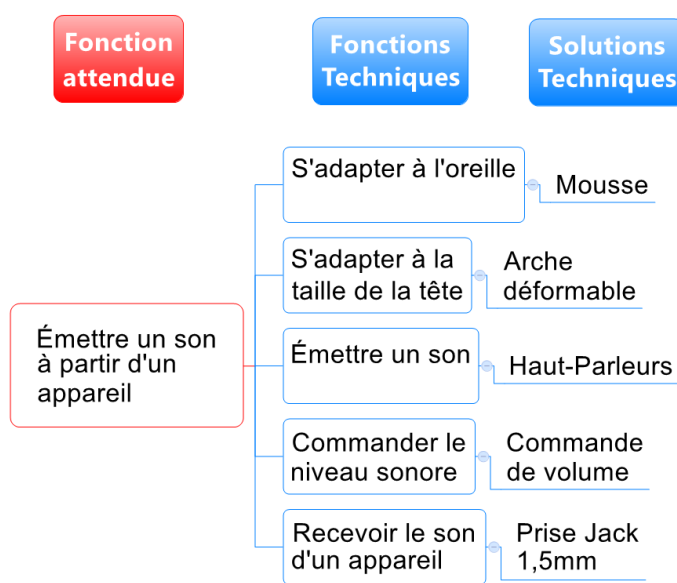 Fonction
attendue
Fonctions
Techniques
Solutions
Techniques
S'adapter à l'oreille
Mousse
S'adapter à la
taille de la tête
Arche
déformable
Émettre un son
à partir d'un
appareil
Émettre un son
Haut-Parleurs
Commander le
niveau sonore
Commande
de volume
Recevoir le son
d'un appareil
Prise Jack
1,5mm